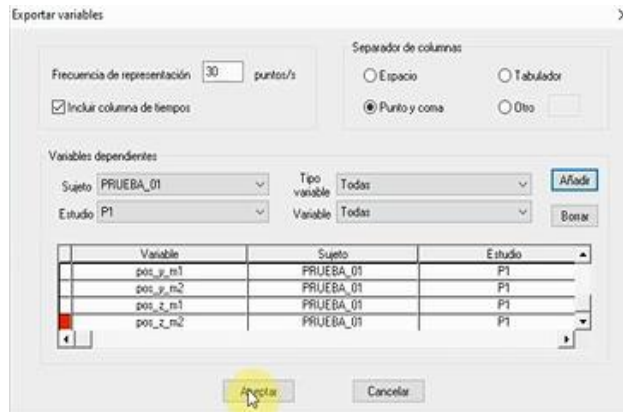 Exportar variables
Separador de columnas
Frecuencia de representación 30 puntos/s
Espacio Tabulador
Incluir columna de tiempos
Punto y coma Otro
Variables dependientes
Sujeto PRUEBA_01 Tipo variable Todas Añadir
Estudio P1 Variable Todas Borrar
Variable Sujeto Estudio
pos_y_m1 PRUEBA_01 P1
pos_y_m2 PRUEBA_01 P1
pos_z_m1 PRUEBA_01 P1
pos_z_m2 PRUEBA_01 P1
Aceptar Cancelar